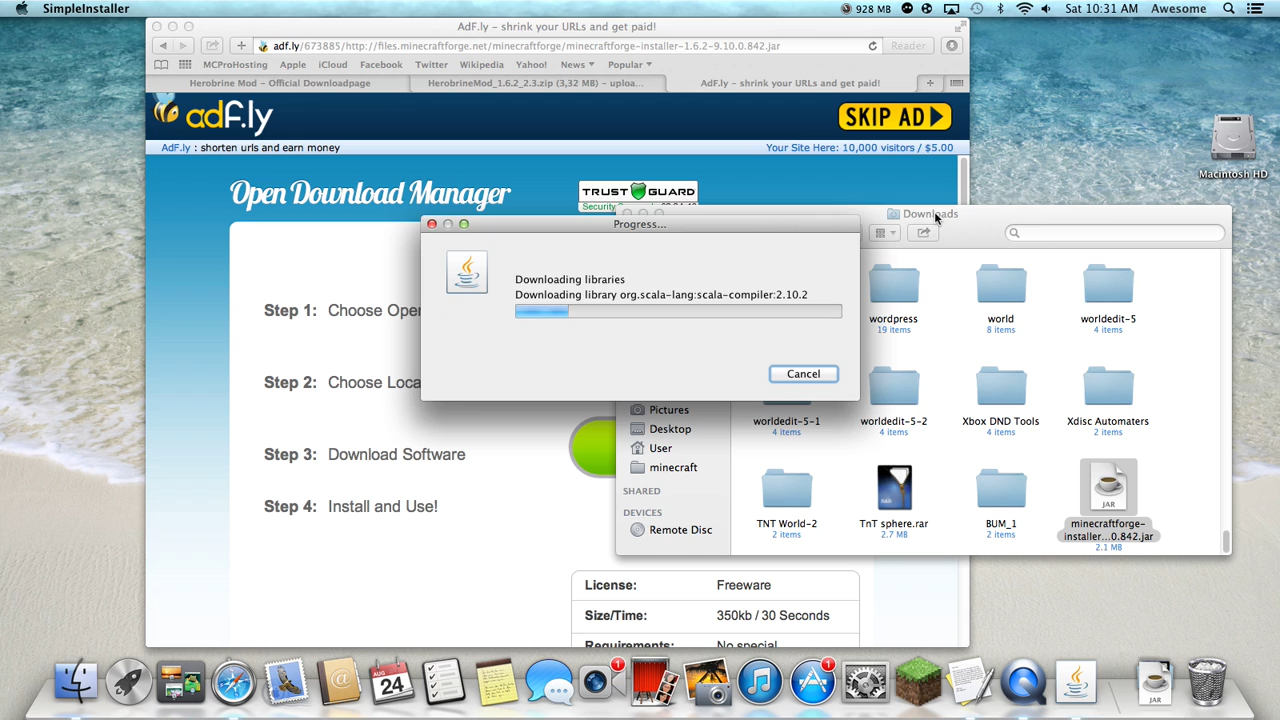 SimpleInstaller
928 MB
Sat 10:31 AM
Awesome
AdF.ly - shrink your URLs and get paid!
adf.ly/673885/http://files.minecraftforge.net/minecraftforge/minecraftforge-installer-1.6.2-9.10.0.842.jar
Reader
MCProHosting
Apple
iCloud
Facebook
Twitter
Wikipedia
Yahoo!
News
Popular
Herobrine Mod - Official Downloadpage
HerobrineMod_1.6.2_2.3.zip (3,32 MB) - uploa...
AdF.ly - shrink your URLs and get paid!
adf.ly
SKIP AD
AdF.ly : shorten urls and earn money
Your Site Here: 10,000 visitors / $5.00
Open Download Manager
TRUST GUARD
Security
Step 1: Choose Oper
Step 2: Choose Loca
Step 3: Download Software
Step 4: Install and Use!
License: Freeware
Size/Time: 350kb / 30 Seconds
Requirements: No special
Progress...
Downloading libraries
Downloading library org.scala-lang:scala-compiler:2.10.2
Cancel
Downloads
Pictures
Desktop
User
minecraft
SHARED
DEVICES
Remote Disc
wordpress
19 items
world
8 items
worldedit-5
4 items
worldedit-5-1
4 items
worldedit-5-2
4 items
Xbox DND Tools
4 items
Xdisc Automaters
2 items
TNT World-2
2 items
TnT sphere.rar
2.7 MB
BUM_1
2 items
JAR
minecraftforge-
installer...0.842.jar
2.1 MB
Macintosh HD
AUG
24
1
1
JAR